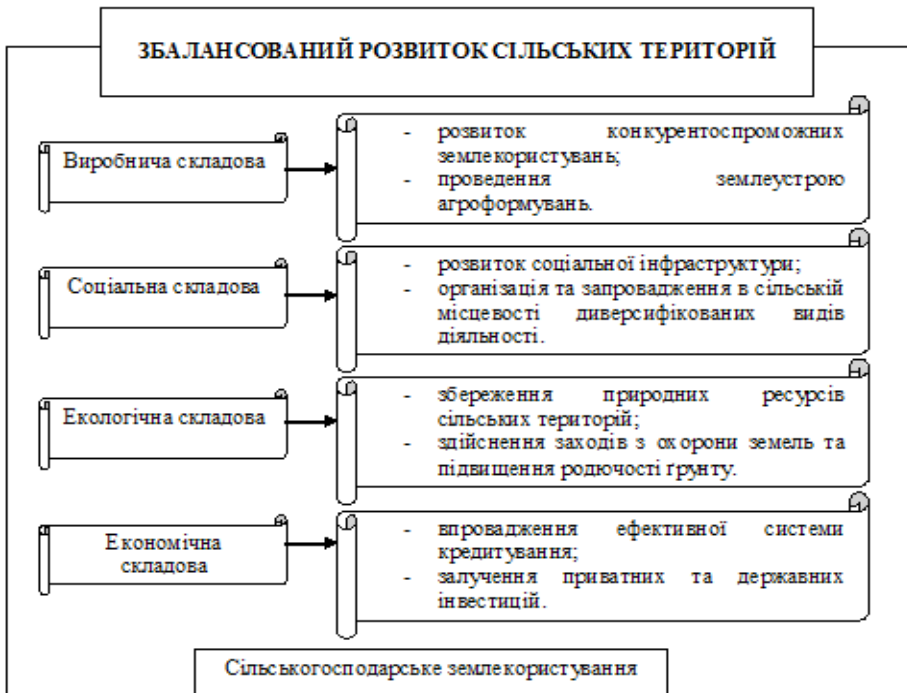 ЗБАЛАНСОВАНИЙ РОЗВИТОК СІЛЬСЬКИХ ТЕРИТОРІЙ
Виробнича складова
- розвиток конкурентоспроможних
землекористувань;
- проведення землеустрою
агроформувань.
Соціальна складова
- розвиток соціальної інфраструктури;
- організація та запровадження в сільській
місцевості диверсифікованих видів
діяльності.
Екологічна складова
- збереження природних ресурсів
сільських територій;
- здійснення заходів з охорони земель та
підвищення родючості ґрунту.
Економічна
складова
- впровадження ефективної системи
кредитування;
- залучення приватних та державних
інвестицій.
Сільськогосподарське землекористування